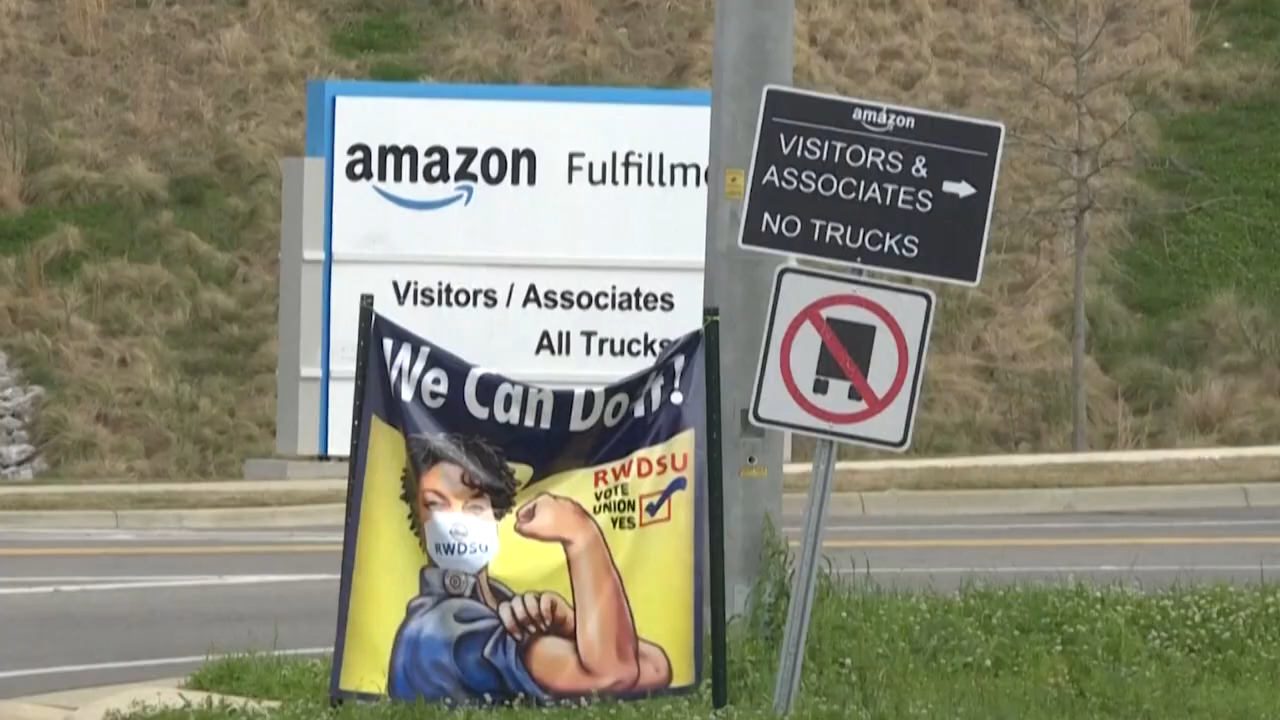 amazon Fulfillm
Visitors / Associates
All Trucks
amazon
VISITORS &
ASSOCIATES
NO TRUCKS
We Can Do It!
RWDSU
VOTE
UNION
YES
RWDSU